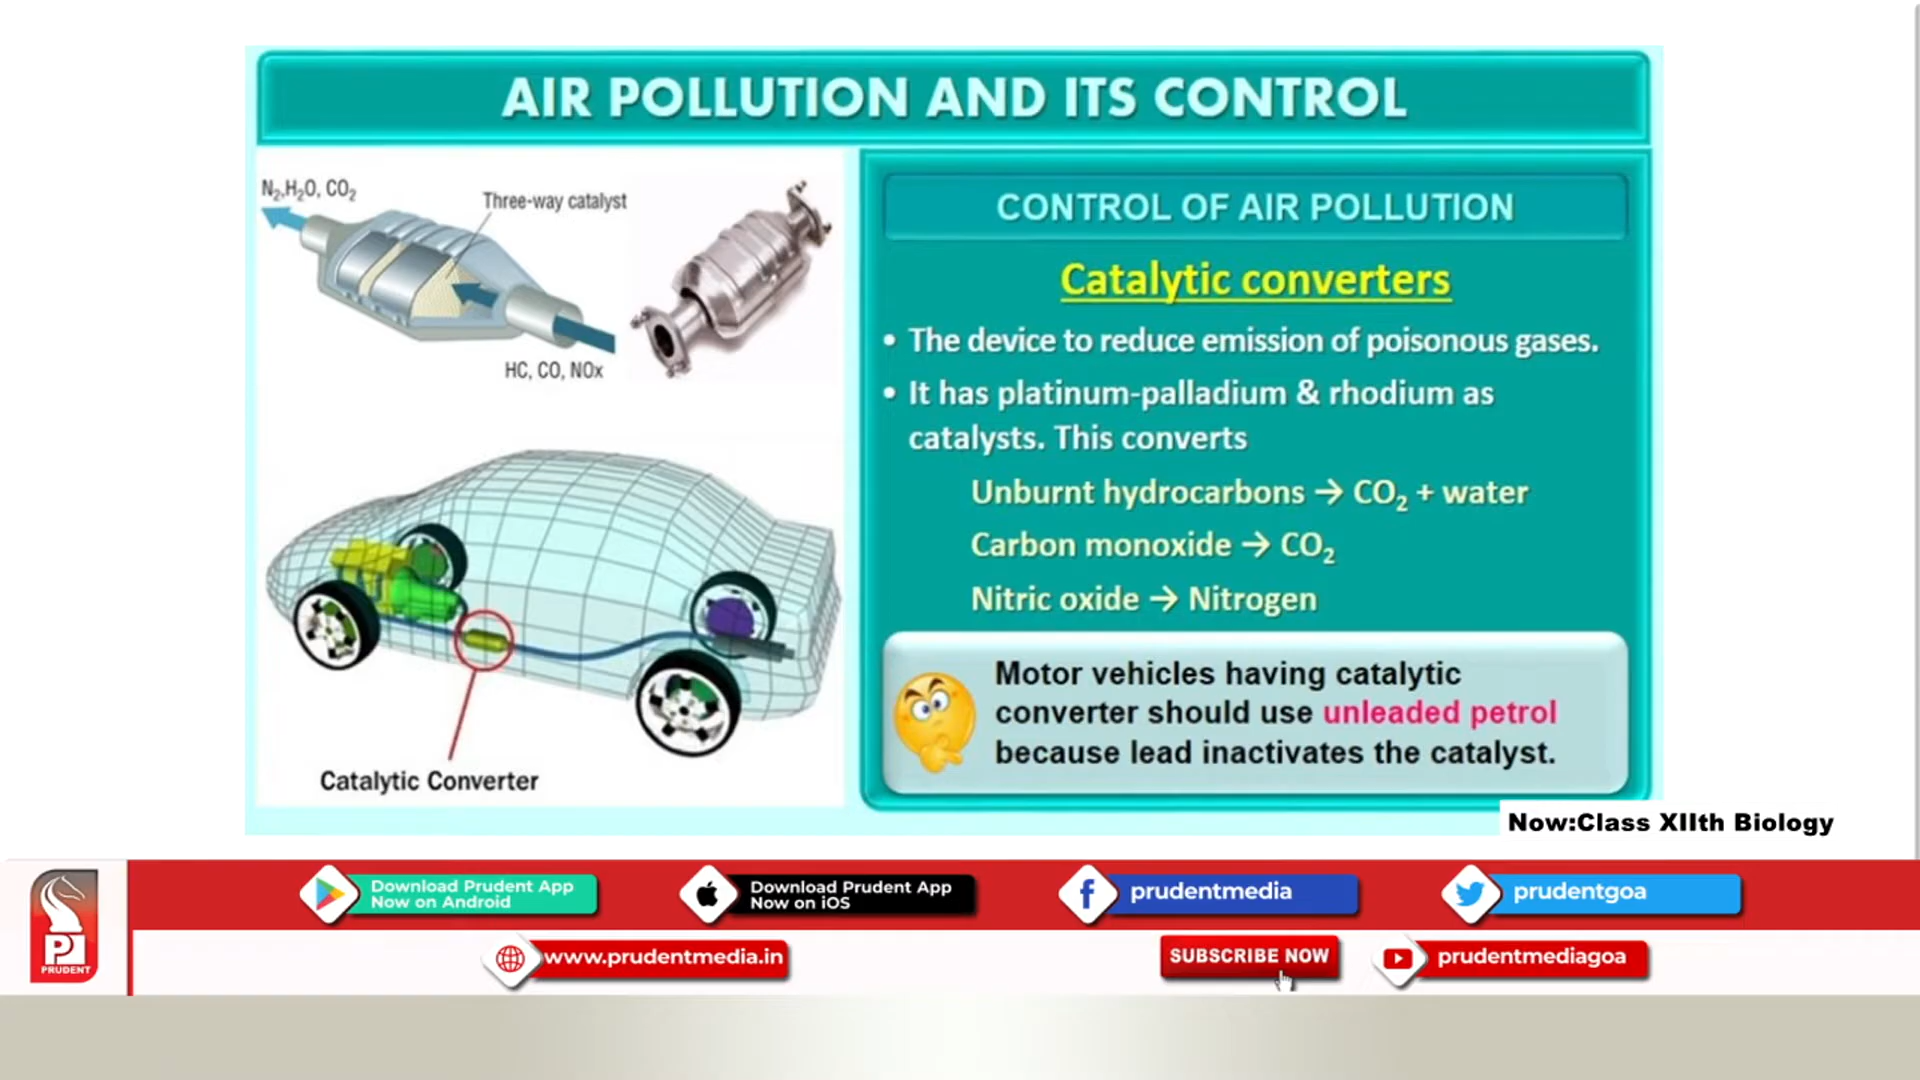 AIR POLLUTION AND ITS CONTROL
N₂,H₂O, CO₂
Three-way catalyst
HC, CO, NOx
Catalytic Converter
CONTROL OF AIR POLLUTION
Catalytic converters
• The device to reduce emission of poisonous gases.
• It has platinum-palladium & rhodium as
catalysts. This converts
Unburnt hydrocarbons → CO₂ + water
Carbon monoxide → CO₂
Nitric oxide → Nitrogen
Motor vehicles having catalytic
converter should use unleaded petrol
because lead inactivates the catalyst.
Now:Class XIIth Biology
PRUDENT
Download Prudent App
Now on Android
Download Prudent App
Now on iOS
prudentmedia
prudentgoa
www.prudentmedia.in
SUBSCRIBE NOW
prudentmediagoa